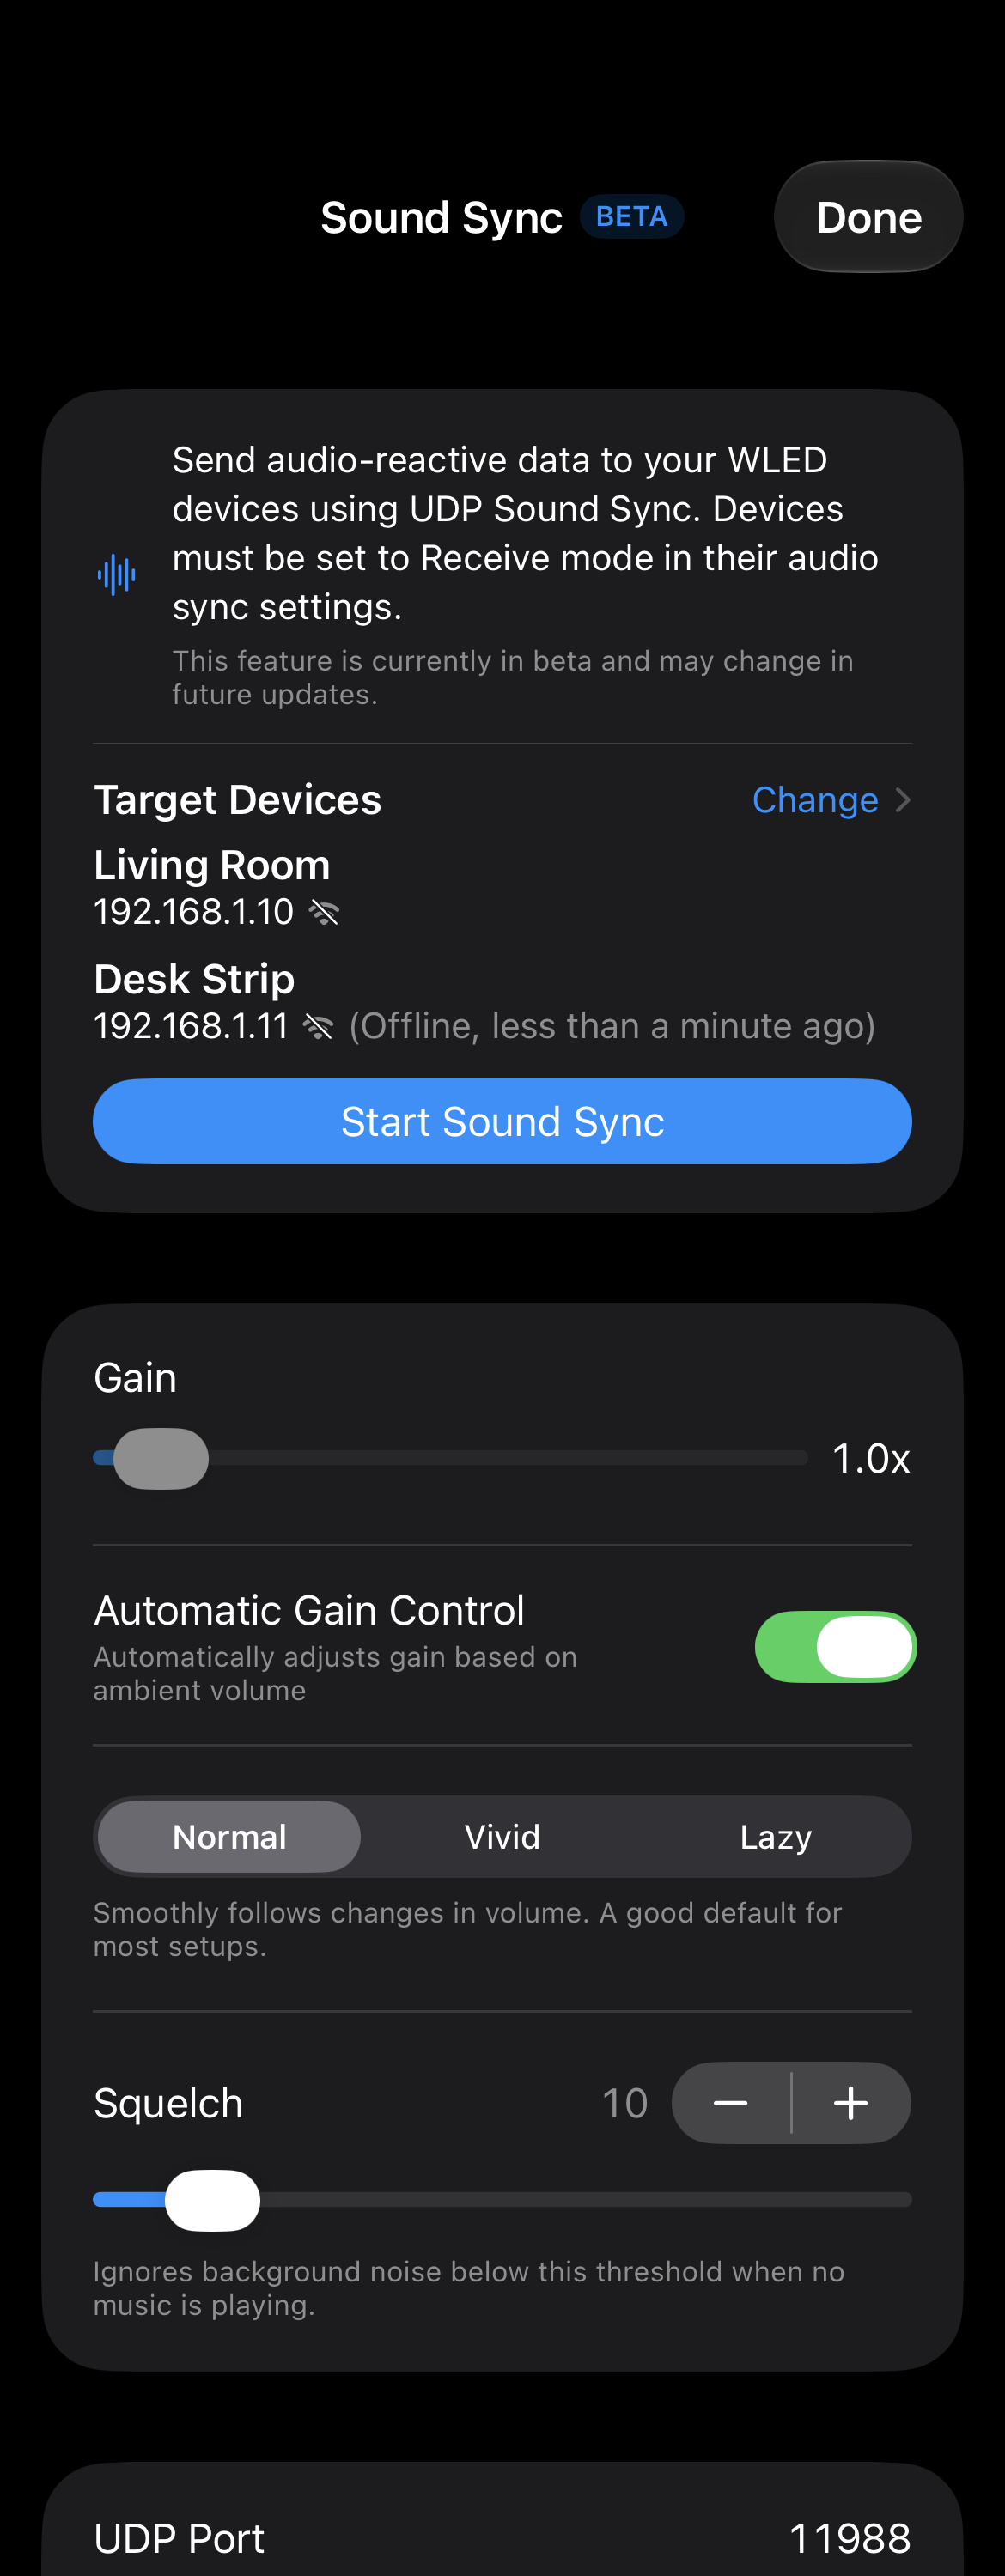 Sound Sync BETA
Done
Send audio-reactive data to your WLED
devices using UDP Sound Sync. Devices
must be set to Receive mode in their audio
sync settings.
This feature is currently in beta and may change in
future updates.
Target Devices
Change
Living Room
192.168.1.10
Desk Strip
192.168.1.11 (Offline, less than a minute ago)
Start Sound Sync
Gain
1.0x
Automatic Gain Control
Automatically adjusts gain based on
ambient volume
Normal Vivid Lazy
Smoothly follows changes in volume. A good default for
most setups.
Squelch 10
Ignores background noise below this threshold when no
music is playing.
UDP Port 11988